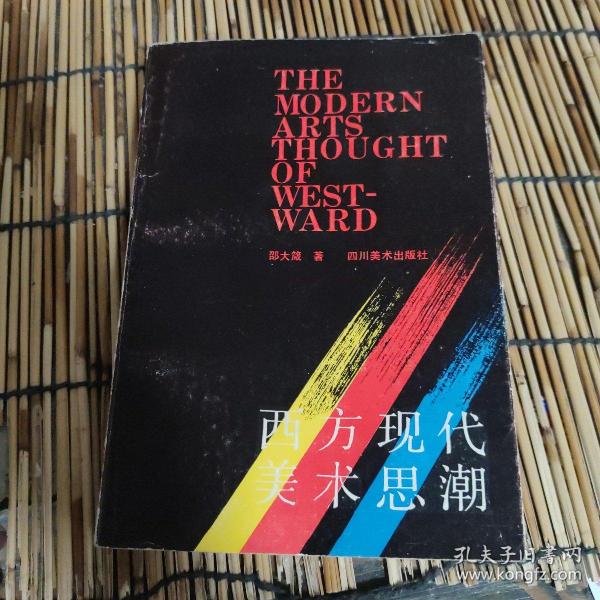 THE
MODERN
ARTS
THOUGHT
OF
WEST-
WARD
邵大箴 著 四川美术出版社
西方现代
美术思潮
孔夫子旧书网
www.kongfz.com